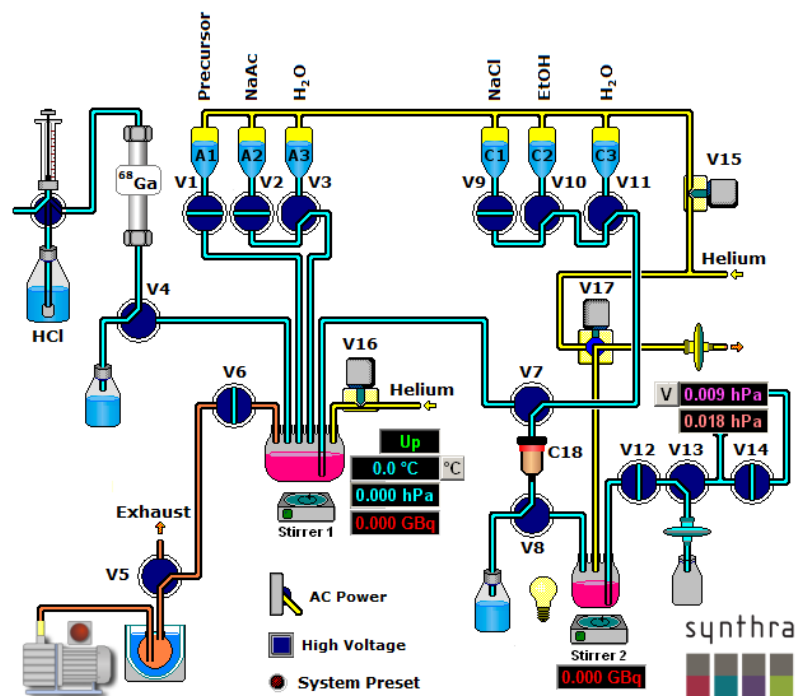 Precursor
NaAc
H₂O
NaCl
EtOH
H₂O
A1
A2
A3
C1
C2
C3
⁶⁸Ga
V1
V2
V3
V9
V10
V11
V15
HCl
V4
Helium
V17
V6
V16
Helium
V7
V
0.009 hPa
0.018 hPa
Up
0.0 °C
°C
0.000 hPa
0.000 GBq
C18
V12
V13
V14
Stirrer 1
Exhaust
V5
V8
AC Power
High Voltage
System Preset
Stirrer 2
0.000 GBq
synthra